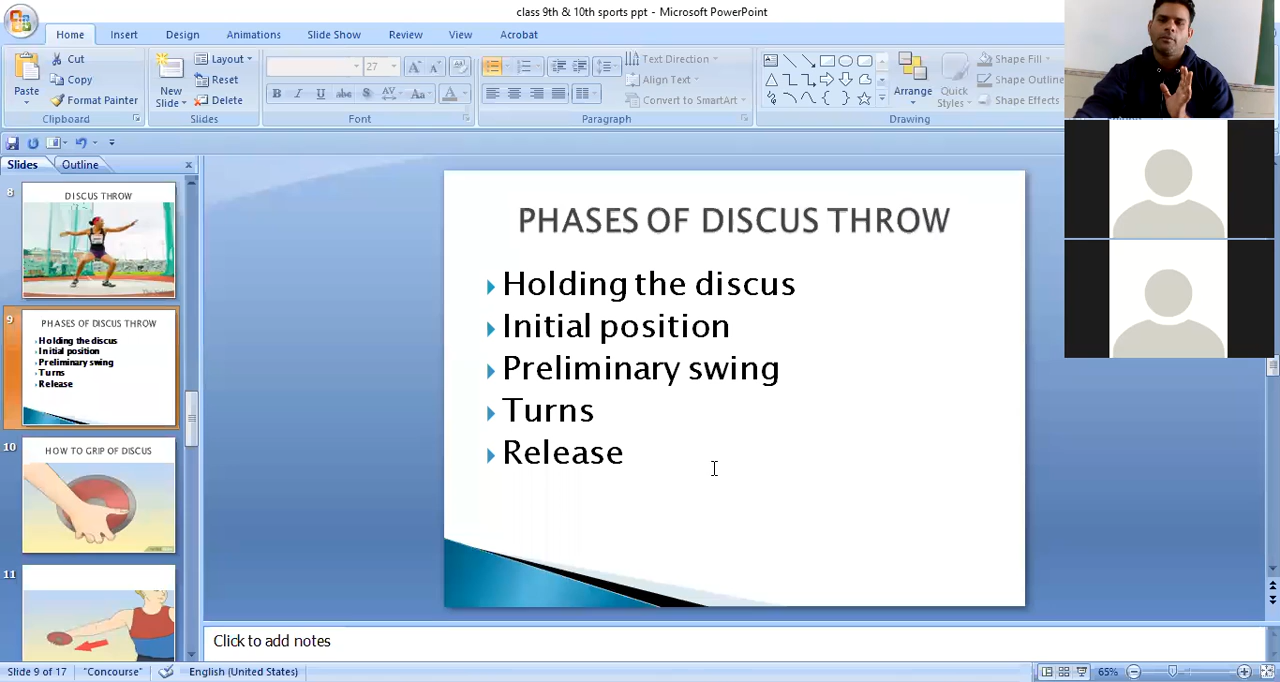 class 9th & 10th sports ppt - Microsoft PowerPoint
Home Insert Design Animations Slide Show Review View Acrobat
Paste
Cut
Copy
Format Painter
Clipboard
New Slide
Layout
Reset
Delete
Slides
27
B I U abc S AV Aa A
Font
Text Direction
Align Text
Convert to SmartArt
Paragraph
Arrange
Quick Styles
Shape Fill
Shape Outline
Shape Effects
Drawing
Slides Outline
8
DISCUS THROW
9
PHASES OF DISCUS THROW
Holding the discus
Initial position
Preliminary swing
Turns
Release
10
HOW TO GRIP OF DISCUS
11
PHASES OF DISCUS THROW
Holding the discus
Initial position
Preliminary swing
Turns
Release
Click to add notes
Slide 9 of 17 "Concourse" English (United States) 65%